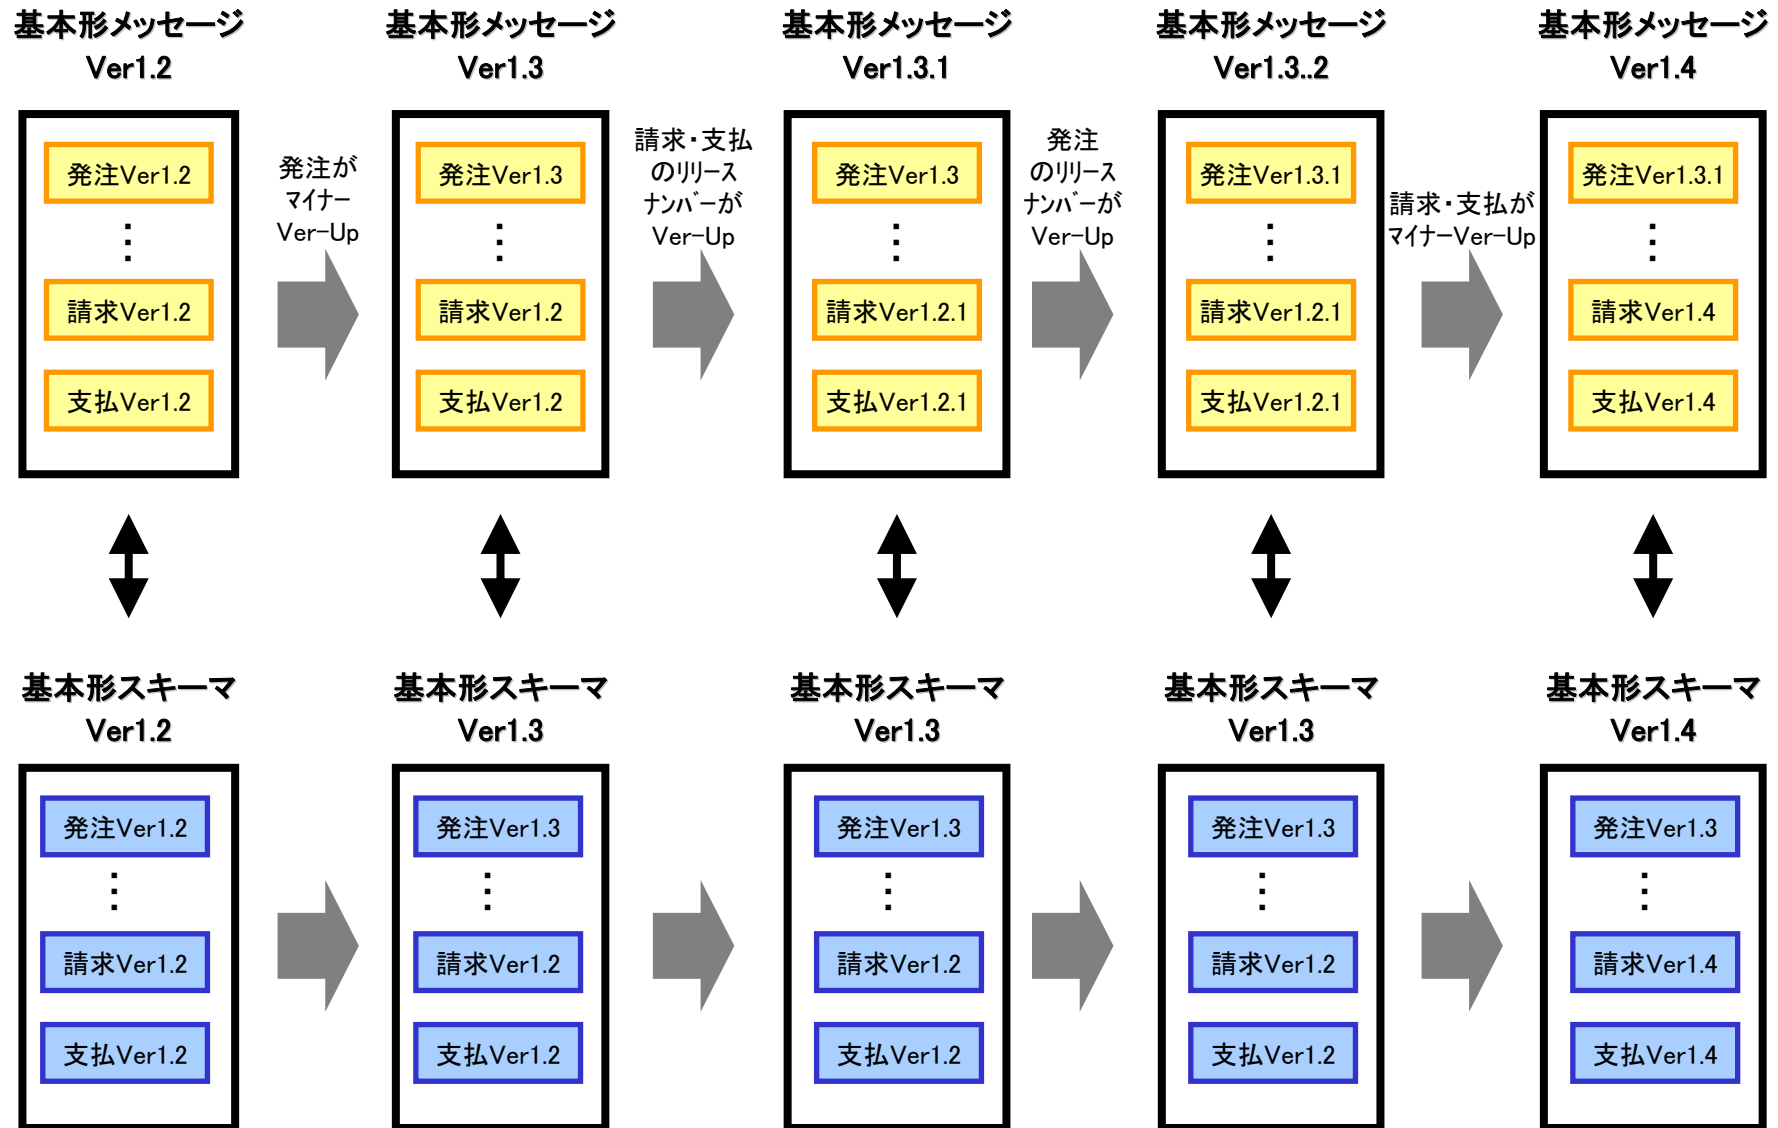 基本形メッセージ
Ver1.2
基本形メッセージ
Ver1.3
基本形メッセージ
Ver1.3.1
基本形メッセージ
Ver1.3..2
基本形メッセージ
Ver1.4
発注Ver1.2
⋮
請求Ver1.2
支払Ver1.2
発注が
マイナー
Ver-Up
発注Ver1.3
⋮
請求Ver1.2
支払Ver1.2
請求・支払
のリリース
ナンバーが
Ver-Up
発注Ver1.3
⋮
請求Ver1.2.1
支払Ver1.2.1
発注
のリリース
ナンバーが
Ver-Up
発注Ver1.3.1
⋮
請求Ver1.2.1
支払Ver1.2.1
請求・支払が
マイナーVer-Up
発注Ver1.3.1
⋮
請求Ver1.4
支払Ver1.4
基本形スキーマ
Ver1.2
基本形スキーマ
Ver1.3
基本形スキーマ
Ver1.3
基本形スキーマ
Ver1.3
基本形スキーマ
Ver1.4
発注Ver1.2
⋮
請求Ver1.2
支払Ver1.2
発注Ver1.3
⋮
請求Ver1.2
支払Ver1.2
発注Ver1.3
⋮
請求Ver1.2
支払Ver1.2
発注Ver1.3
⋮
請求Ver1.2
支払Ver1.2
発注Ver1.3
⋮
請求Ver1.4
支払Ver1.4